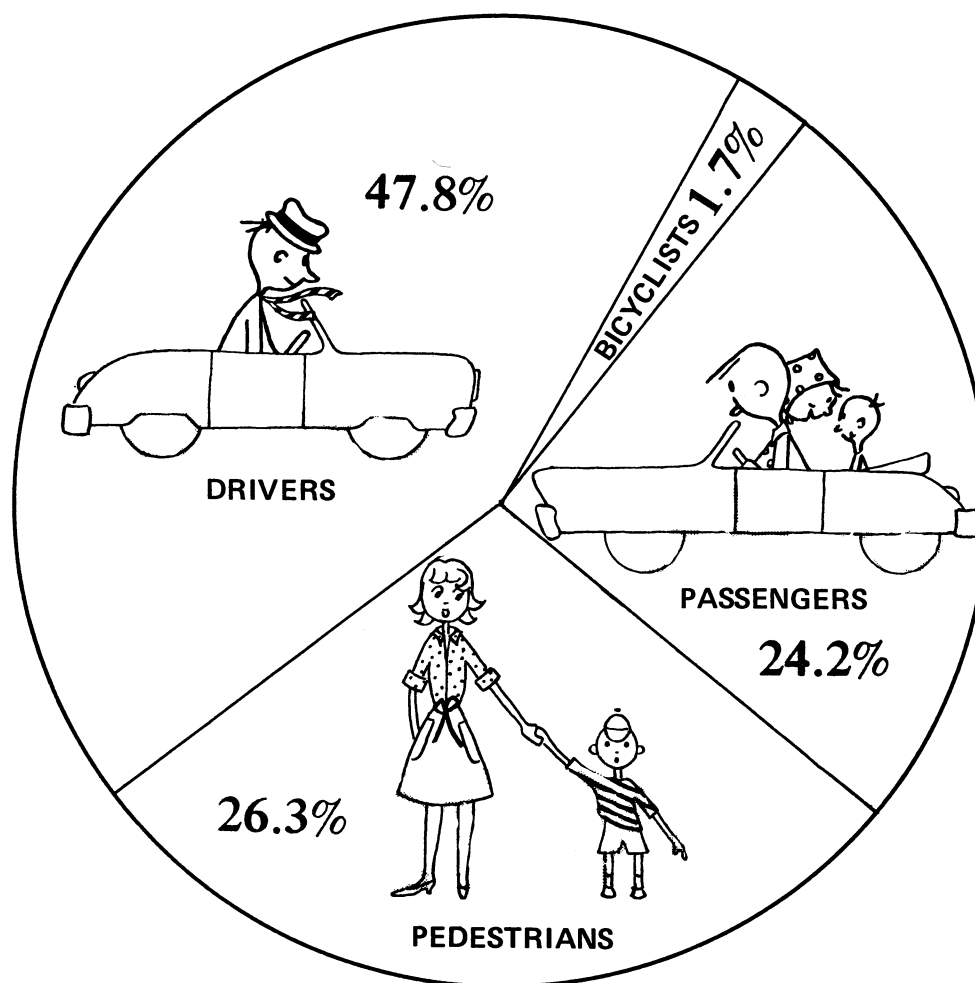 47.8%
DRIVERS
BICYCLISTS 1.7%
PASSENGERS
24.2%
26.3%
PEDESTRIANS